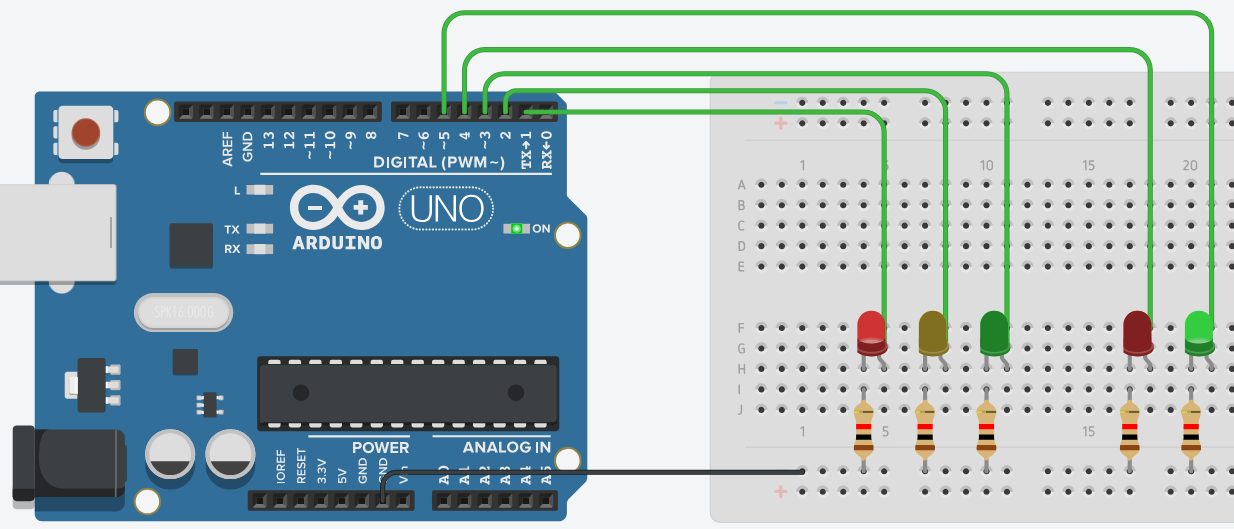 AREF
GND
13
12
~11
~10
~9
8
7
~6
~5
4
~3
2
TX→1
RX←0
DIGITAL (PWM~)
L
TX
RX
ARDUINO
UNO
ON
SPK16.000G
IOREF
RESET
3.3V
5V
GND
GND
Vin
POWER
ANALOG IN
A0
A1
A2
A3
A4
A5
−
+
1
5
10
15
20
A
B
C
D
E
F
G
H
I
J
1
5
10
15
+